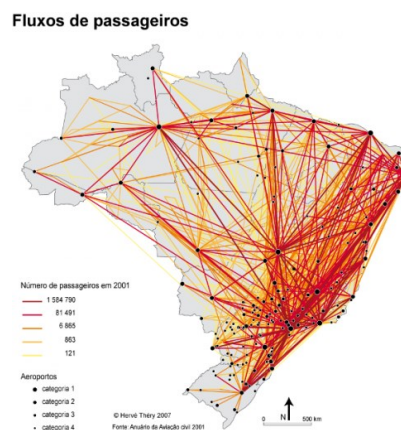 Fluxos de passageiros
Número de passageiros em 2001
1 584 790
81 491
6 865
863
121
Aeroportos
categoria 1
categoria 2
categoria 3
categoria 4
© Hervé Théry 2007
Fonte: Anuário da Aviação civil 2001
N
0 500 km